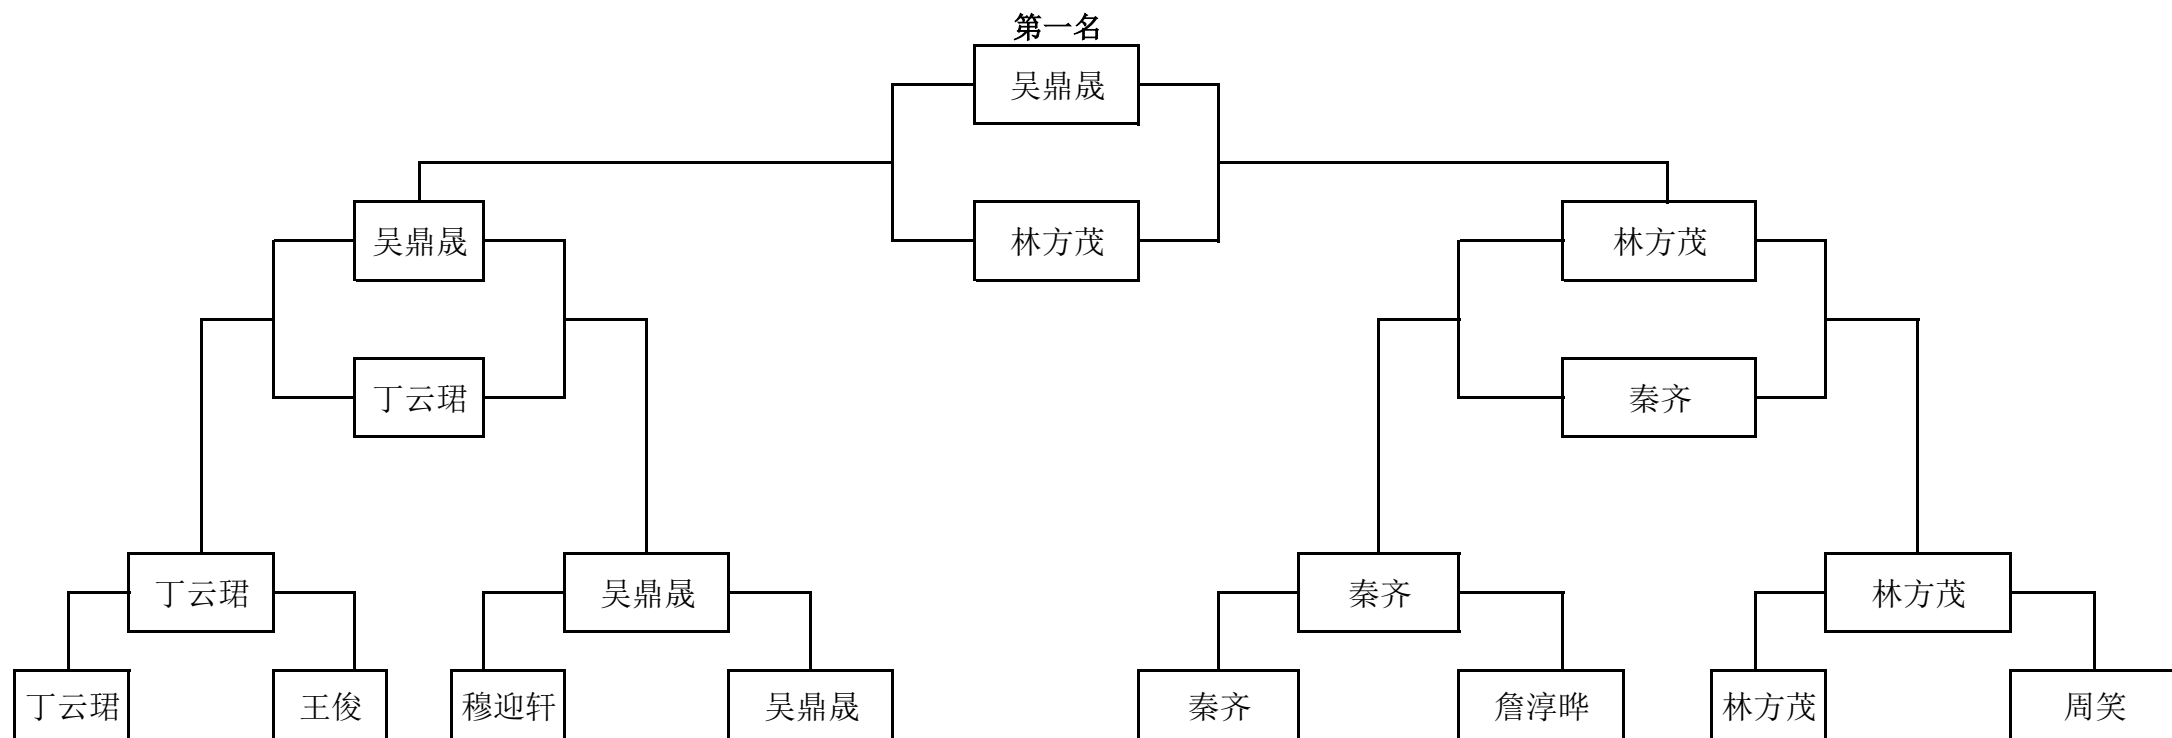 第一名
吴鼎晟
吴鼎晟
林方茂
林方茂
丁云珺
秦齐
丁云珺
吴鼎晟
秦齐
林方茂
丁云珺
王俊
穆迎轩
吴鼎晟
秦齐
詹淳晔
林方茂
周笑